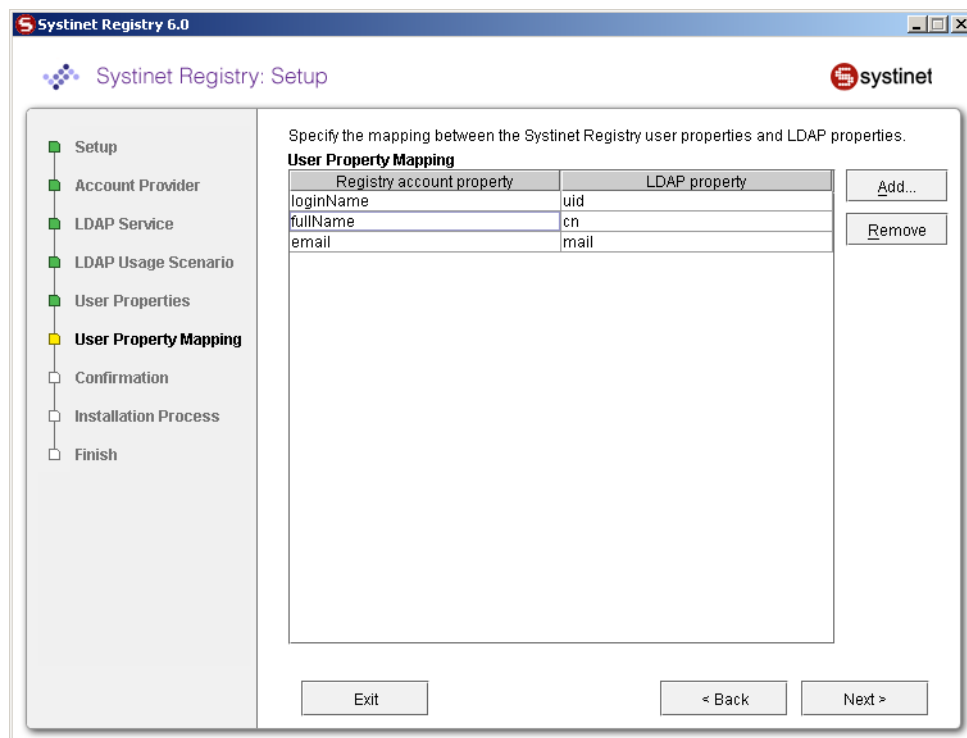 Systinet Registry 6.0
Systinet Registry: Setup
systinet
Setup
Account Provider
LDAP Service
LDAP Usage Scenario
User Properties
User Property Mapping
Confirmation
Installation Process
Finish
Specify the mapping between the Systinet Registry user properties and LDAP properties.
User Property Mapping
Registry account property LDAP property
loginName uid
fullName cn
email mail
Add...
Remove
Exit
< Back
Next >